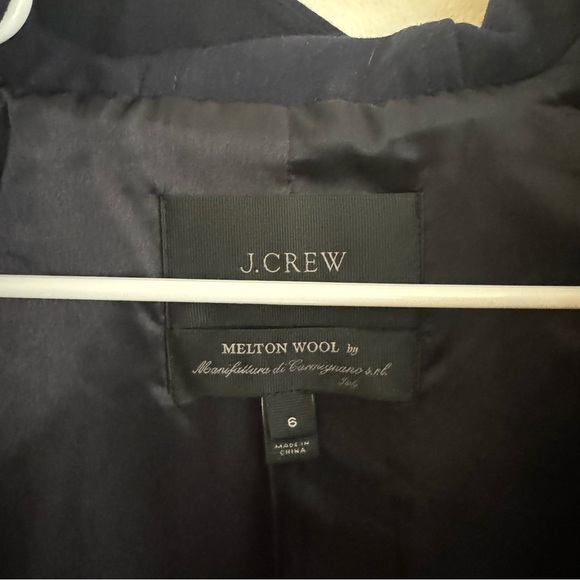 J.CREW
MELTON WOOL by
Manifattura di Carmignano s.r.l.
Italy
6
MADE IN
CHINA